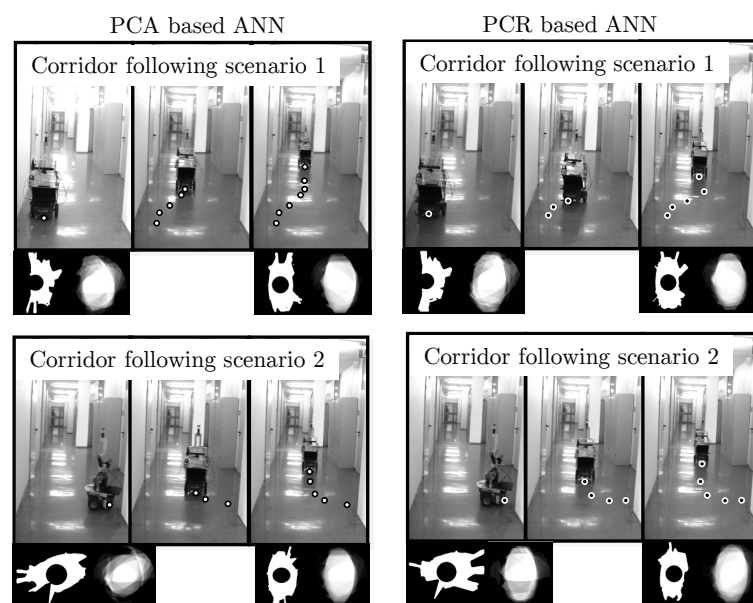 PCA based ANN
PCR based ANN
Corridor following scenario 1
Corridor following scenario 1
Corridor following scenario 2
Corridor following scenario 2